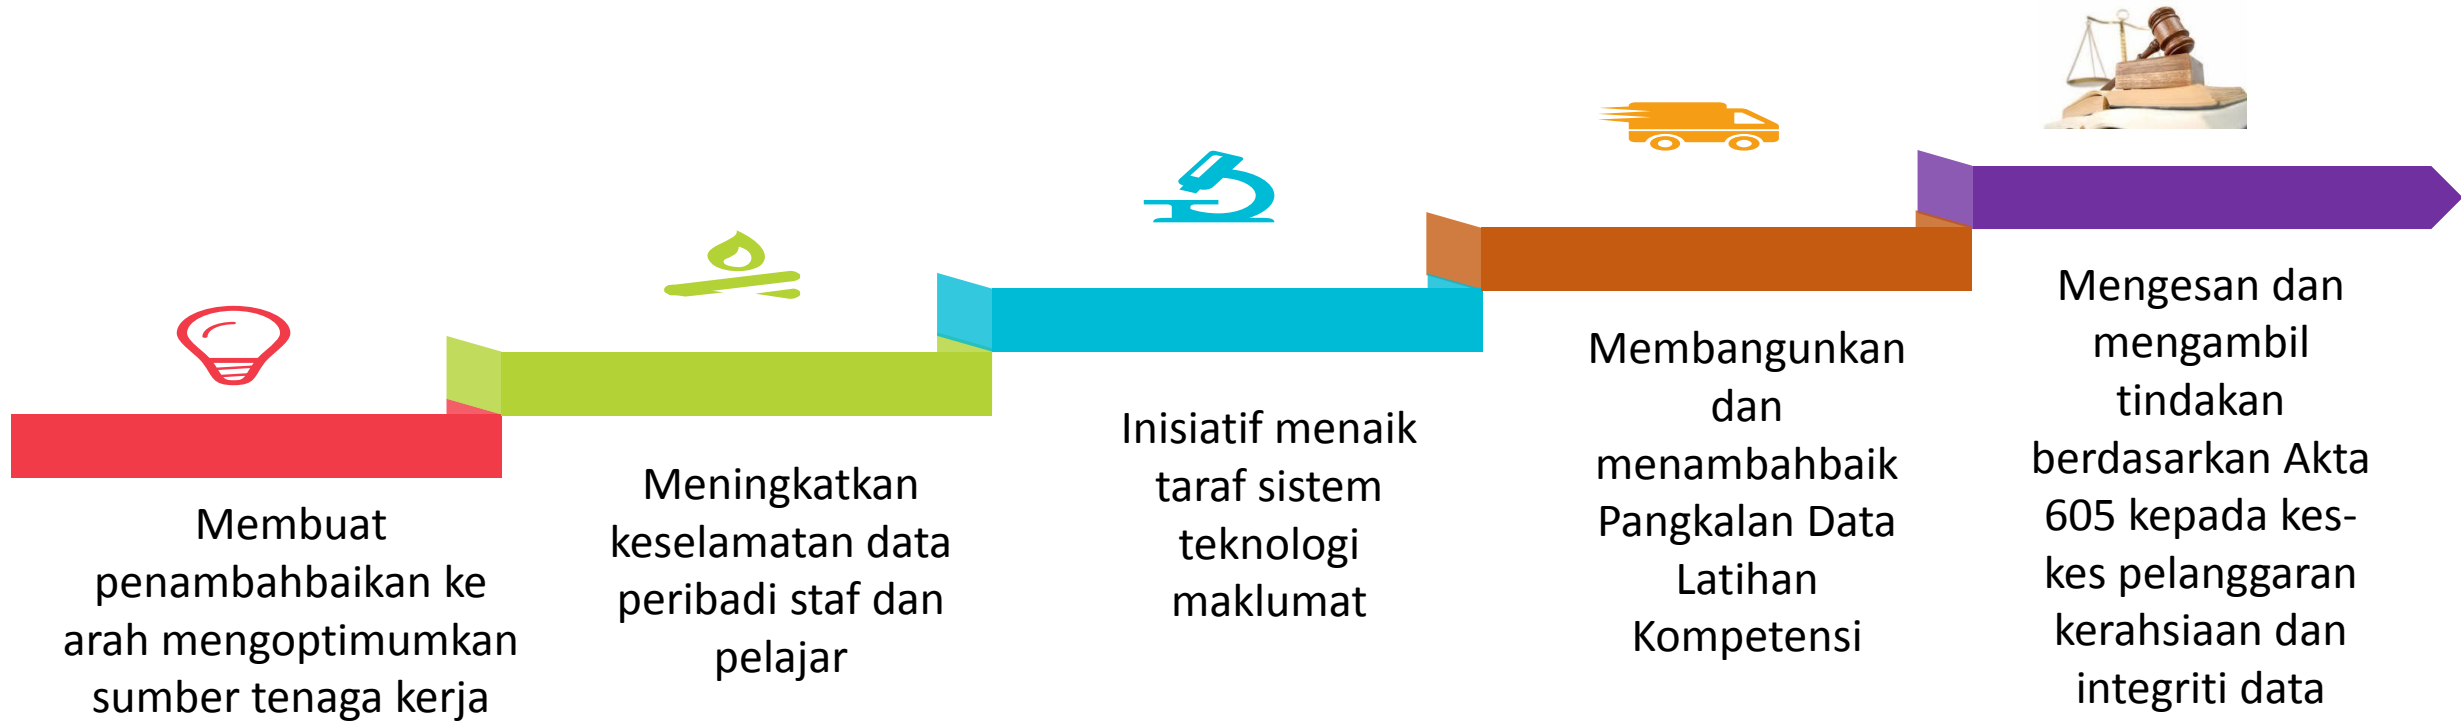 Membuat
penambahbaikan ke
arah mengoptimumkan
sumber tenaga kerja
Meningkatkan
keselamatan data
peribadi staf dan
pelajar
Inisiatif menaik
taraf sistem
teknologi
maklumat
Membangunkan
dan
menambahbaik
Pangkalan Data
Latihan
Kompetensi
Mengesan dan
mengambil
tindakan
berdasarkan Akta
605 kepada kes-
kes pelanggaran
kerahsiaan dan
integriti data